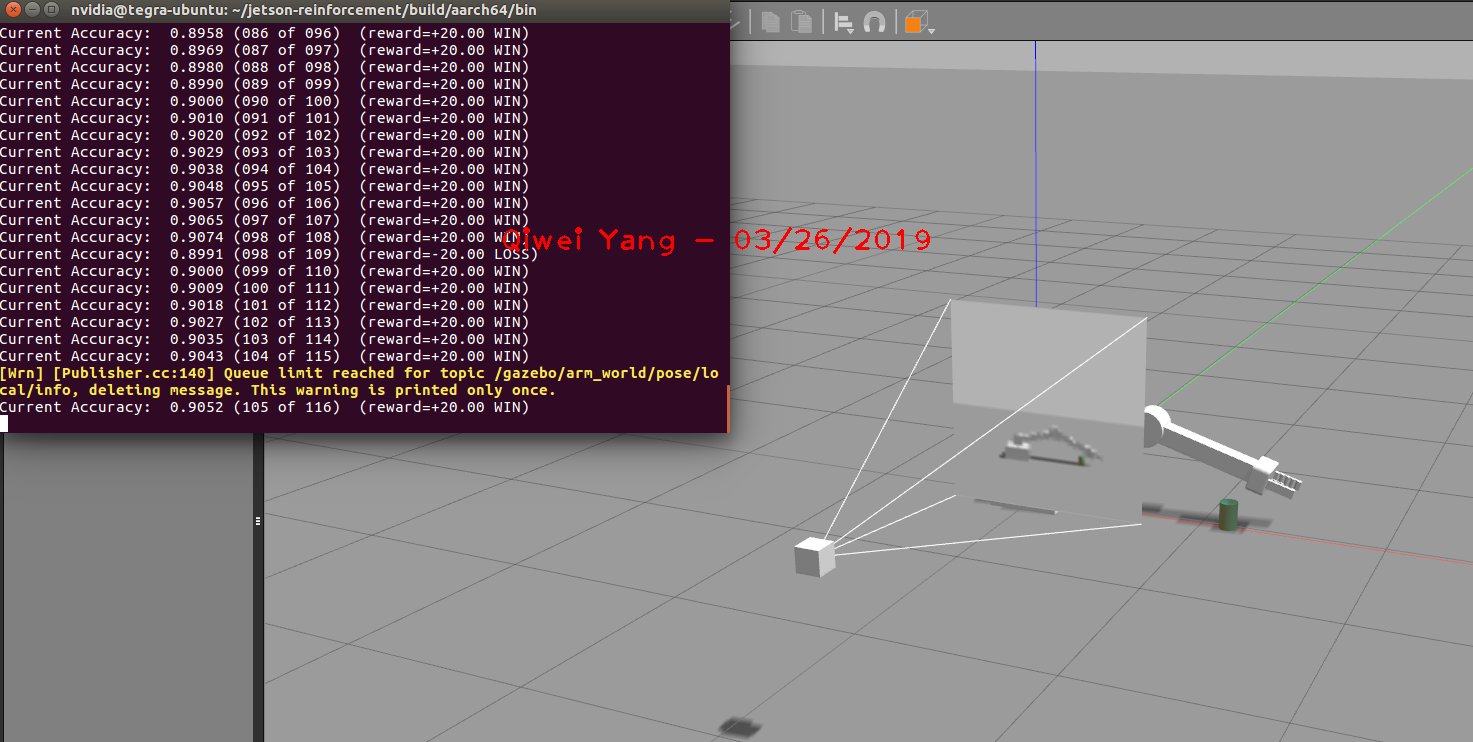 nvidia@tegra-ubuntu: ~/jetson-reinforcement/build/aarch64/bin
Current Accuracy:  0.8958 (086 of 096)  (reward=+20.00 WIN)
Current Accuracy:  0.8969 (087 of 097)  (reward=+20.00 WIN)
Current Accuracy:  0.8980 (088 of 098)  (reward=+20.00 WIN)
Current Accuracy:  0.8990 (089 of 099)  (reward=+20.00 WIN)
Current Accuracy:  0.9000 (090 of 100)  (reward=+20.00 WIN)
Current Accuracy:  0.9010 (091 of 101)  (reward=+20.00 WIN)
Current Accuracy:  0.9020 (092 of 102)  (reward=+20.00 WIN)
Current Accuracy:  0.9029 (093 of 103)  (reward=+20.00 WIN)
Current Accuracy:  0.9038 (094 of 104)  (reward=+20.00 WIN)
Current Accuracy:  0.9048 (095 of 105)  (reward=+20.00 WIN)
Current Accuracy:  0.9057 (096 of 106)  (reward=+20.00 WIN)
Current Accuracy:  0.9065 (097 of 107)  (reward=+20.00 WIN)
Current Accuracy:  0.9074 (098 of 108)  (reward=+20.00 WIN)
Qiwei Yang - 03/26/2019
Current Accuracy:  0.8991 (098 of 109)  (reward=-20.00 LOSS)
Current Accuracy:  0.9000 (099 of 110)  (reward=+20.00 WIN)
Current Accuracy:  0.9009 (100 of 111)  (reward=+20.00 WIN)
Current Accuracy:  0.9018 (101 of 112)  (reward=+20.00 WIN)
Current Accuracy:  0.9027 (102 of 113)  (reward=+20.00 WIN)
Current Accuracy:  0.9035 (103 of 114)  (reward=+20.00 WIN)
Current Accuracy:  0.9043 (104 of 115)  (reward=+20.00 WIN)
[Wrn] [Publisher.cc:140] Queue limit reached for topic /gazebo/arm_world/pose/lo
cal/info, deleting message. This warning is printed only once.
Current Accuracy:  0.9052 (105 of 116)  (reward=+20.00 WIN)